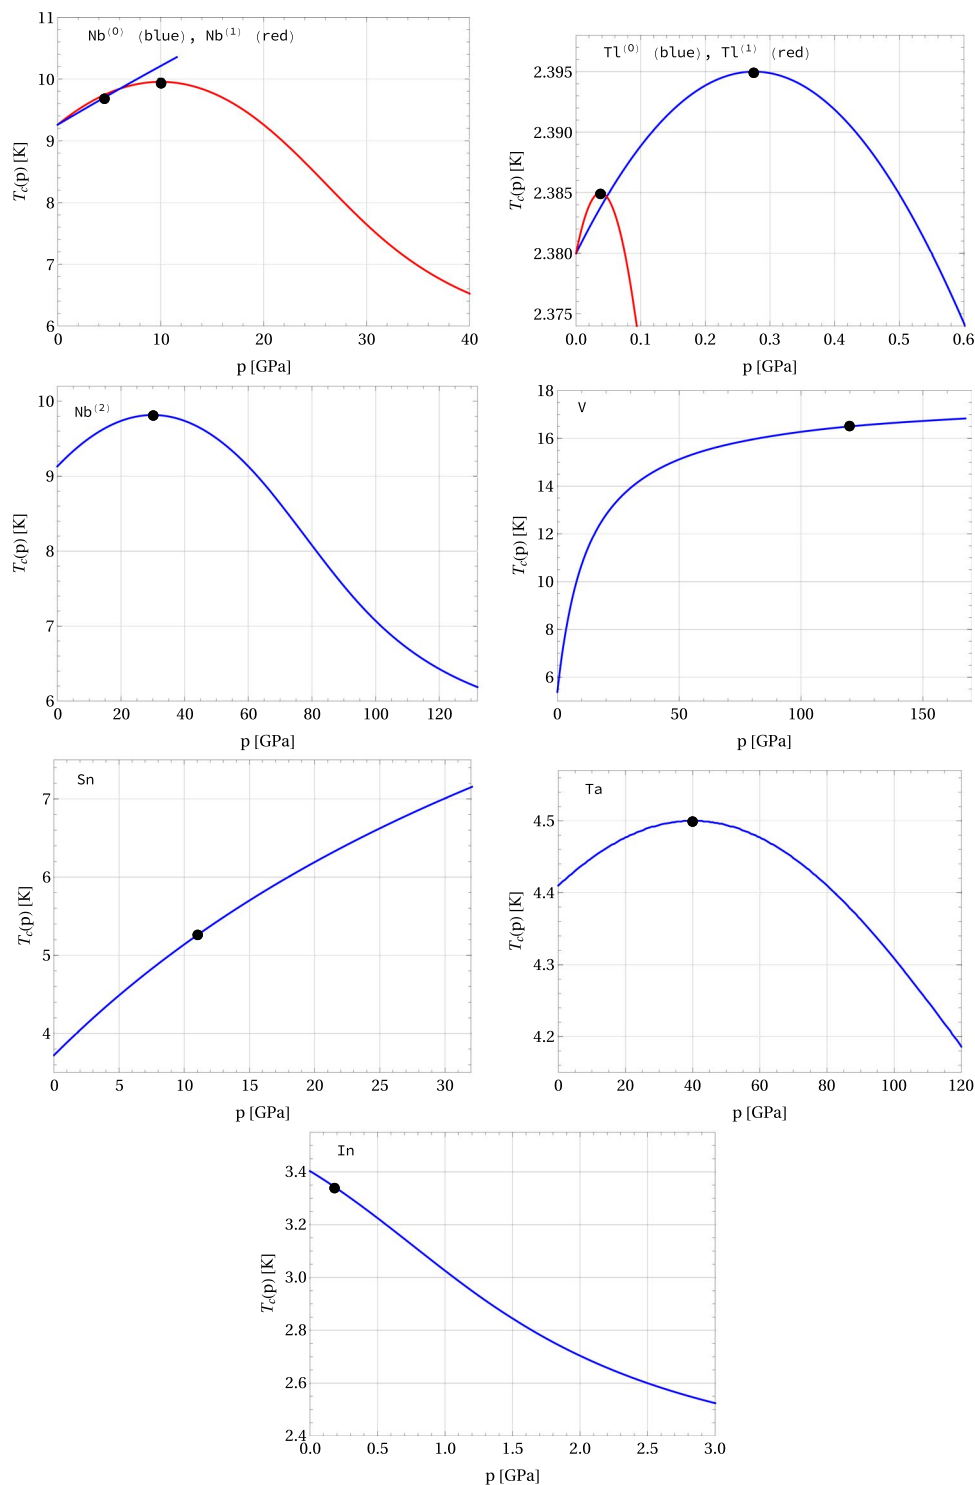 Nb(0) (blue), Nb(1) (red)
11
10
9
8
7
6
Tc(p) [K]
0 10 20 30 40
p [GPa]
Tl(0) (blue), Tl(1) (red)
2.395
2.390
2.385
2.380
2.375
Tc(p) [K]
0.0 0.1 0.2 0.3 0.4 0.5 0.6
p [GPa]
Nb(2)
10
9
8
7
6
Tc(p) [K]
0 20 40 60 80 100 120
p [GPa]
V
18
16
14
12
10
8
6
Tc(p) [K]
0 50 100 150
p [GPa]
Sn
7
6
5
4
Tc(p) [K]
0 5 10 15 20 25 30
p [GPa]
Ta
4.5
4.4
4.3
4.2
Tc(p) [K]
0 20 40 60 80 100 120
p [GPa]
In
3.4
3.2
3.0
2.8
2.6
2.4
Tc(p) [K]
0.0 0.5 1.0 1.5 2.0 2.5 3.0
p [GPa]